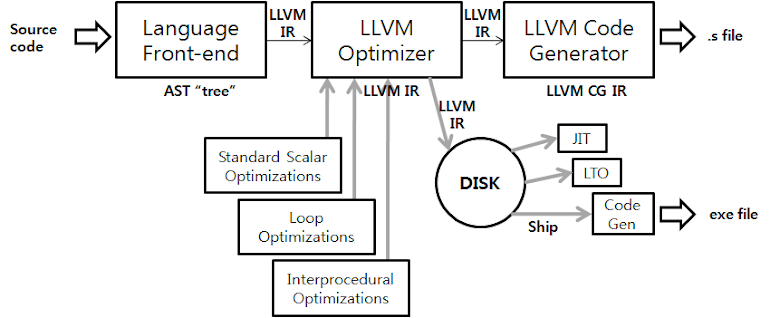 Source
code
Language
Front-end
LLVM
IR
LLVM
Optimizer
LLVM
IR
LLVM Code
Generator
.s file
AST “tree”
LLVM IR
LLVM CG IR
LLVM
IR
Standard Scalar
Optimizations
Loop
Optimizations
Interprocedural
Optimizations
DISK
JIT
LTO
Ship
Code
Gen
exe file